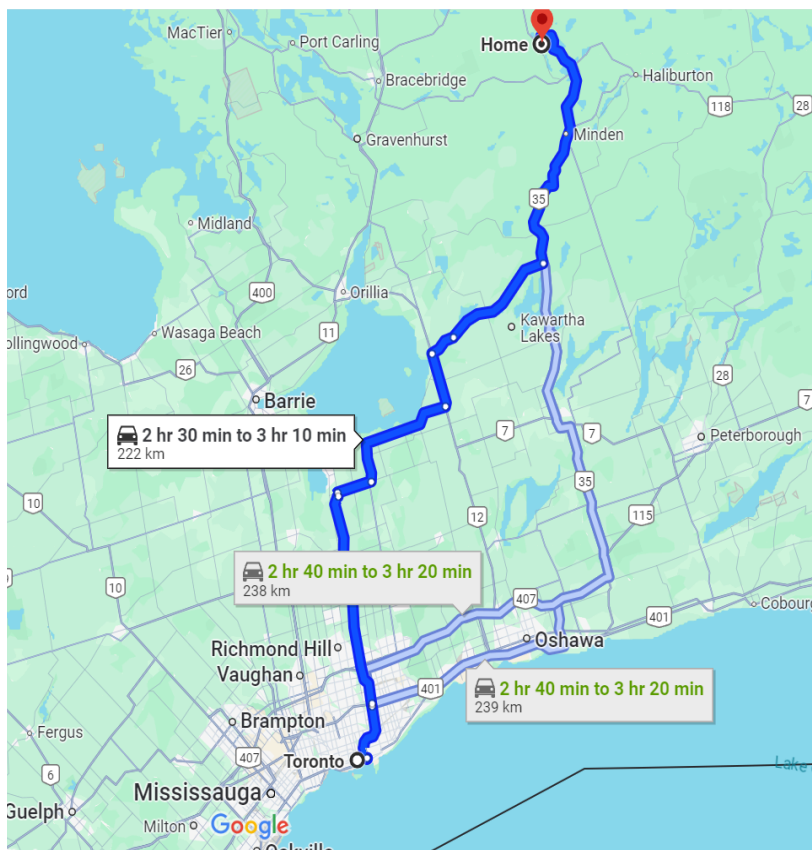 MacTier
Port Carling
Home
Bracebridge
Haliburton
118
28
Gravenhurst
Minden
35
Midland
400
Orillia
11
Wasaga Beach
ollingwood
26
Kawartha
Lakes
28
Barrie
7
2 hr 30 min to 3 hr 10 min
222 km
7
7
Peterborough
35
10
12
115
2 hr 40 min to 3 hr 20 min
238 km
10
407
401
Cobour
Richmond Hill
Oshawa
Vaughan
401
2 hr 40 min to 3 hr 20 min
239 km
Brampton
Fergus
407
Toronto
6
Mississauga
Lake
Guelph
Milton
Google
Oakville
ord